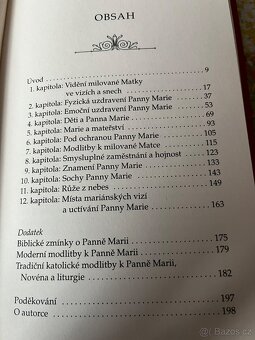 OBSAH
Úvod 9
1. kapitola: Vidění milované Matky
ve vizích a snech 17
2. kapitola: Fyzická uzdravení Panny Marie 37
3. kapitola: Emoční uzdravení Panny Marie 53
4. kapitola: Děti a Panna Marie 69
5. kapitola: Marie a mateřství 93
6. kapitola: Pod ochranou Panny Marie 105
7. kapitola: Modlitby k milované Matce 115
8. kapitola: Smysluplné zaměstnání a hojnost 123
9. kapitola: Znamení Panny Marie 135
10. kapitola: Sochy Panny Marie 145
11. kapitola: Růže z nebes 149
12. kapitola: Místa mariánských vizí
a uctívání Panny Marie 163
Dodatek
Biblické zmínky o Panně Marii 175
Moderní modlitby k Panně Marii 179
Tradiční katolické modlitby k Panně Marii,
Novéna a liturgie 182
Poděkování 197
O autorce 198
sbazar.cz